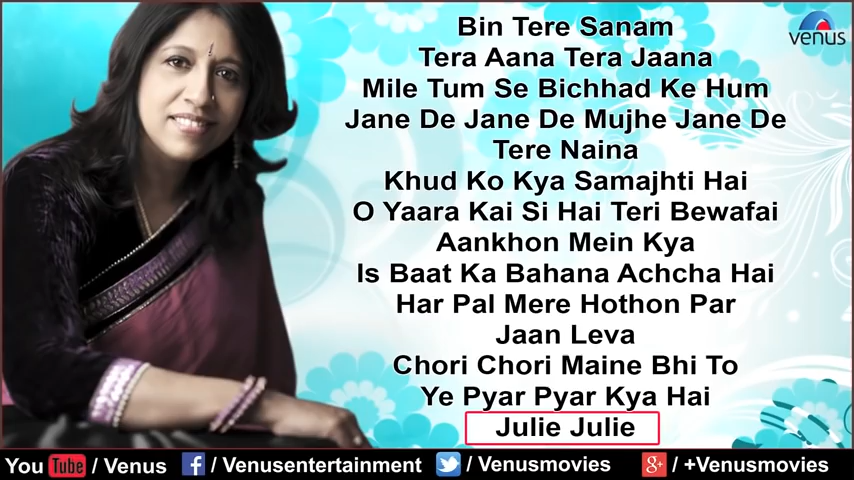 venus
Bin Tere Sanam
Tera Aana Tera Jaana
Mile Tum Se Bichhad Ke Hum
Jane De Jane De Mujhe Jane De
Tere Naina
Khud Ko Kya Samajhti Hai
O Yaara Kai Si Hai Teri Bewafai
Aankhon Mein Kya
Is Baat Ka Bahana Achcha Hai
Har Pal Mere Hothon Par
Jaan Leva
Chori Chori Maine Bhi To
Ye Pyar Pyar Kya Hai
Julie Julie
You Tube / Venus f / Venusentertainment / Venusmovies g+ / +Venusmovies